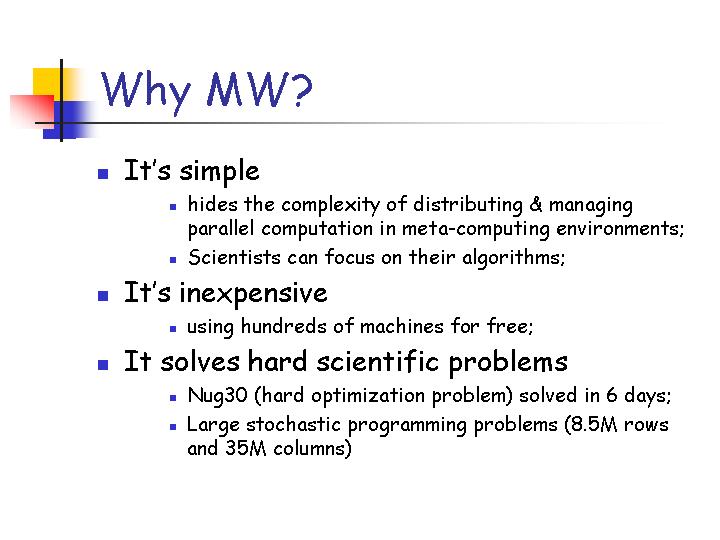 Why MW?
It's simple
hides the complexity of distributing & managing
parallel computation in meta-computing environments;
Scientists can focus on their algorithms;
It's inexpensive
using hundreds of machines for free;
It solves hard scientific problems
Nug30 (hard optimization problem) solved in 6 days;
Large stochastic programming problems (8.5M rows
and 35M columns)